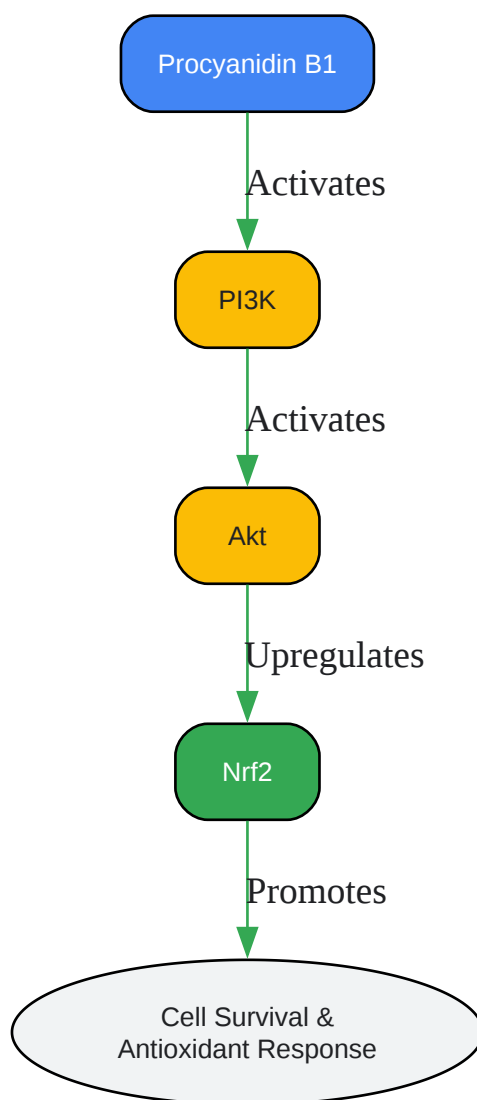 Procyanidin B1
Activates
PI3K
Activates
Akt
Upregulates
Nrf2
Promotes
Cell Survival &
Antioxidant Response